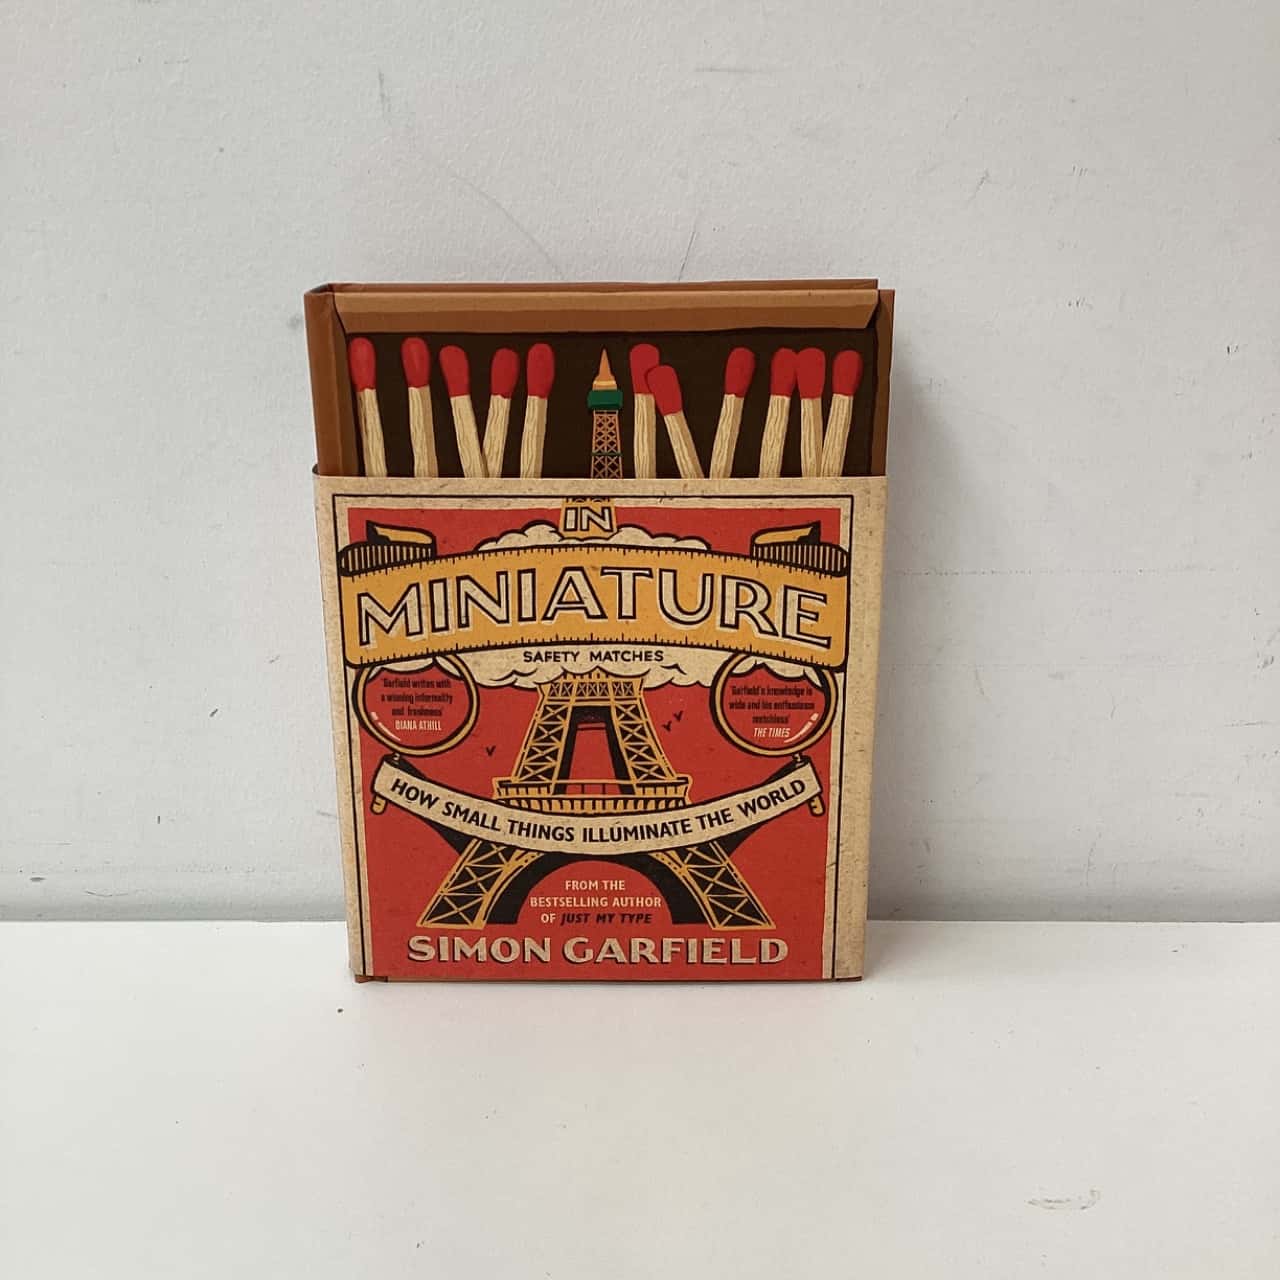 IN
MINIATURE
SAFETY MATCHES
'Garfield writes with
a winning informality
and freshness'
DIANA ATHILL
'Garfield's knowledge is
wide and his enthusiasm
matchless'
THE TIMES
HOW SMALL THINGS ILLUMINATE THE WORLD
FROM THE
BESTSELLING AUTHOR
OF JUST MY TYPE
SIMON GARFIELD